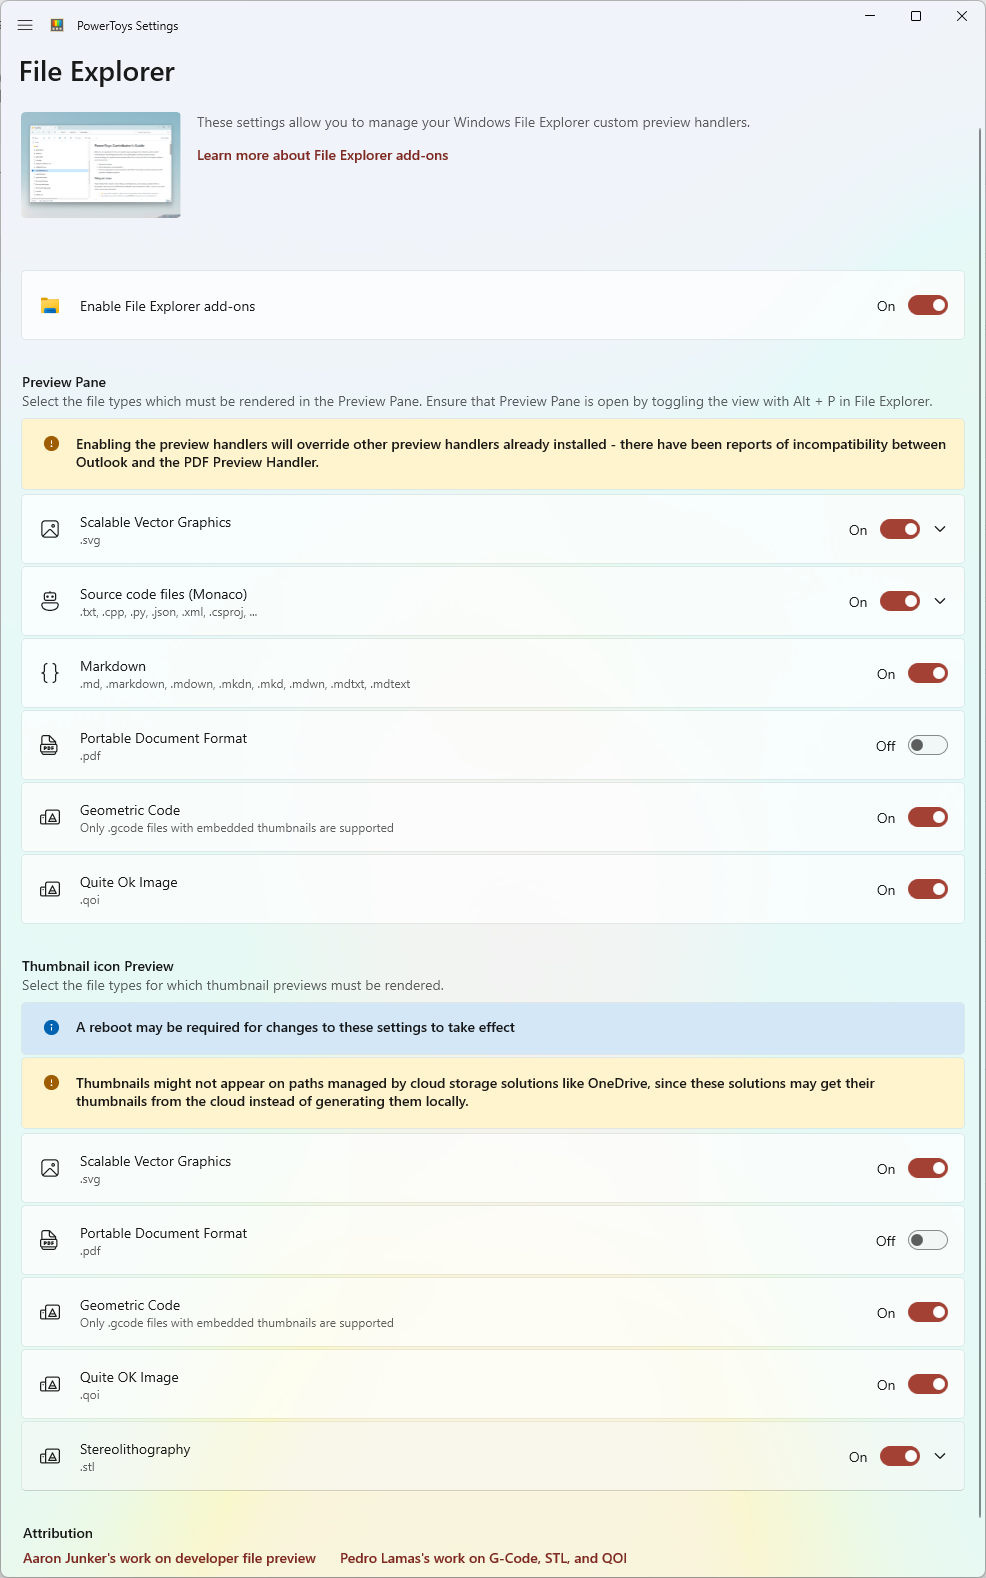 PowerToys Settings
File Explorer
These settings allow you to manage your Windows File Explorer custom preview handlers.
Learn more about File Explorer add-ons
Enable File Explorer add-ons
On
Preview Pane
Select the file types which must be rendered in the Preview Pane. Ensure that Preview Pane is open by toggling the view with Alt + P in File Explorer.
Enabling the preview handlers will override other preview handlers already installed - there have been reports of incompatibility between
Outlook and the PDF Preview Handler.
Scalable Vector Graphics
.svg
On
Source code files (Monaco)
.txt, .cpp, .py, .json, .xml, .csproj, ...
On
Markdown
.md, .markdown, .mdown, .mkdn, .mkd, .mdwn, .mdtxt, .mdtext
On
PDF
Portable Document Format
.pdf
Off
Geometric Code
Only .gcode files with embedded thumbnails are supported
On
Quite Ok Image
.qoi
On
Thumbnail icon Preview
Select the file types for which thumbnail previews must be rendered.
A reboot may be required for changes to these settings to take effect
Thumbnails might not appear on paths managed by cloud storage solutions like OneDrive, since these solutions may get their
thumbnails from the cloud instead of generating them locally.
Scalable Vector Graphics
.svg
On
PDF
Portable Document Format
.pdf
Off
Geometric Code
Only .gcode files with embedded thumbnails are supported
On
Quite OK Image
.qoi
On
Stereolithography
.stl
On
Attribution
Aaron Junker's work on developer file preview
Pedro Lamas's work on G-Code, STL, and QOI